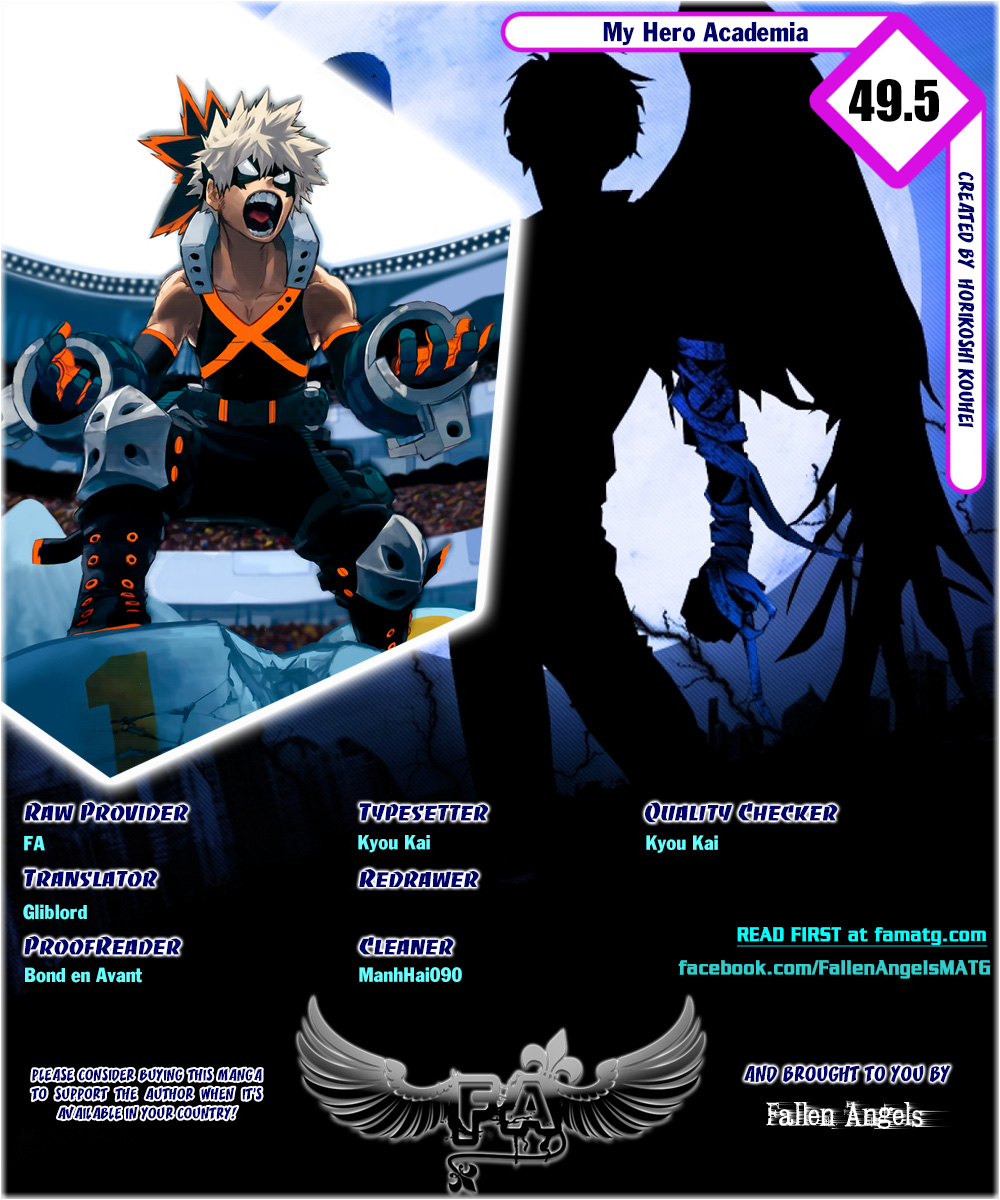 My Hero Academia
49.5
CREATED BY HORIKOSHI KOUHEI
1
RAW PROVIDER
FA
TRANSLATOR
Gliblord
PROOFREADER
Bond en Avant
TYPESETTER
Kyou Kai
REDRAWER
CLEANER
ManhHai090
QUALITY CHECKER
Kyou Kai
READ FIRST at famatg.com
facebook.com/FallenAngelsMATG
PLEASE CONSIDER BUYING THIS MANGA
TO SUPPORT THE AUTHOR WHEN IT'S
AVAILABLE IN YOUR COUNTRY!
FA
AND BROUGHT TO YOU BY
Fallen Angels